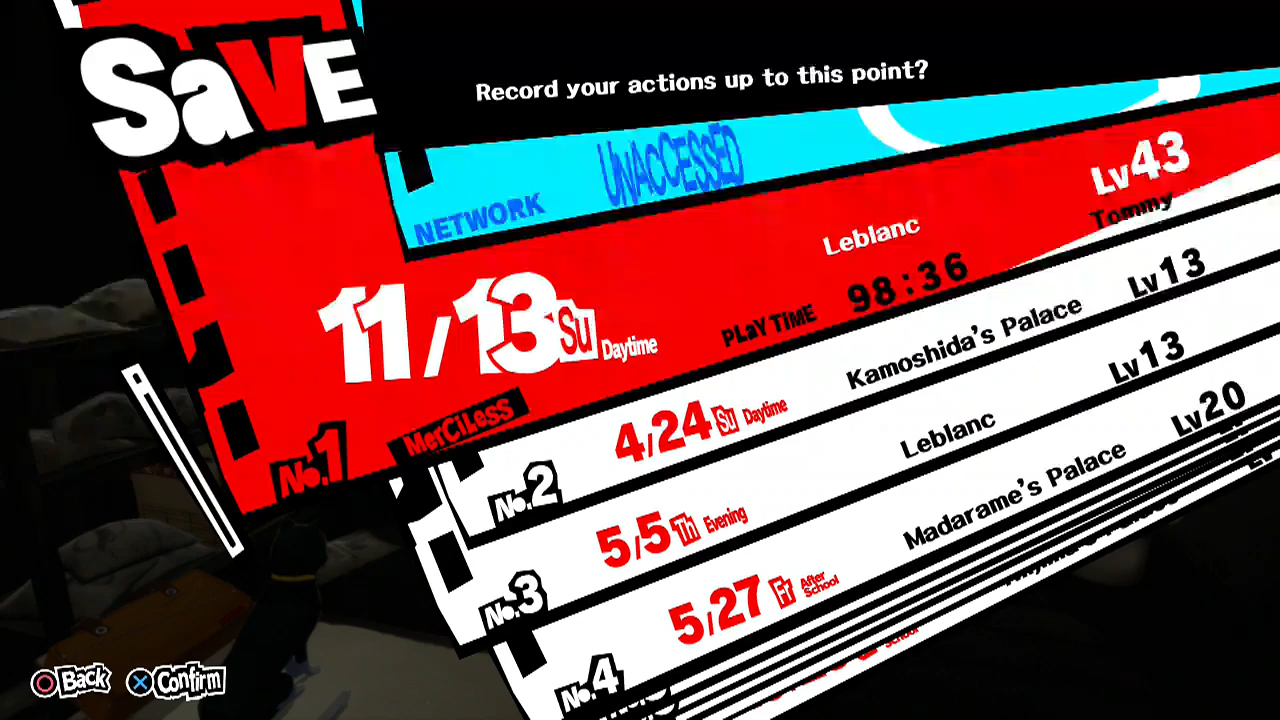 SaVE
Record your actions up to this point?
NETWORK UNACCESSED
Lv43
Leblanc
Tommy
11/13 Su Daytime
PLaY TiME 98:36
No.1 MerCiLess
Lv13
Kamoshida's Palace
4/24 Su Daytime
No.2
Lv13
Leblanc
5/5 Th Evening
No.3
Lv20
Madarame's Palace
5/27 Fr After School
No.4
Back Confirm